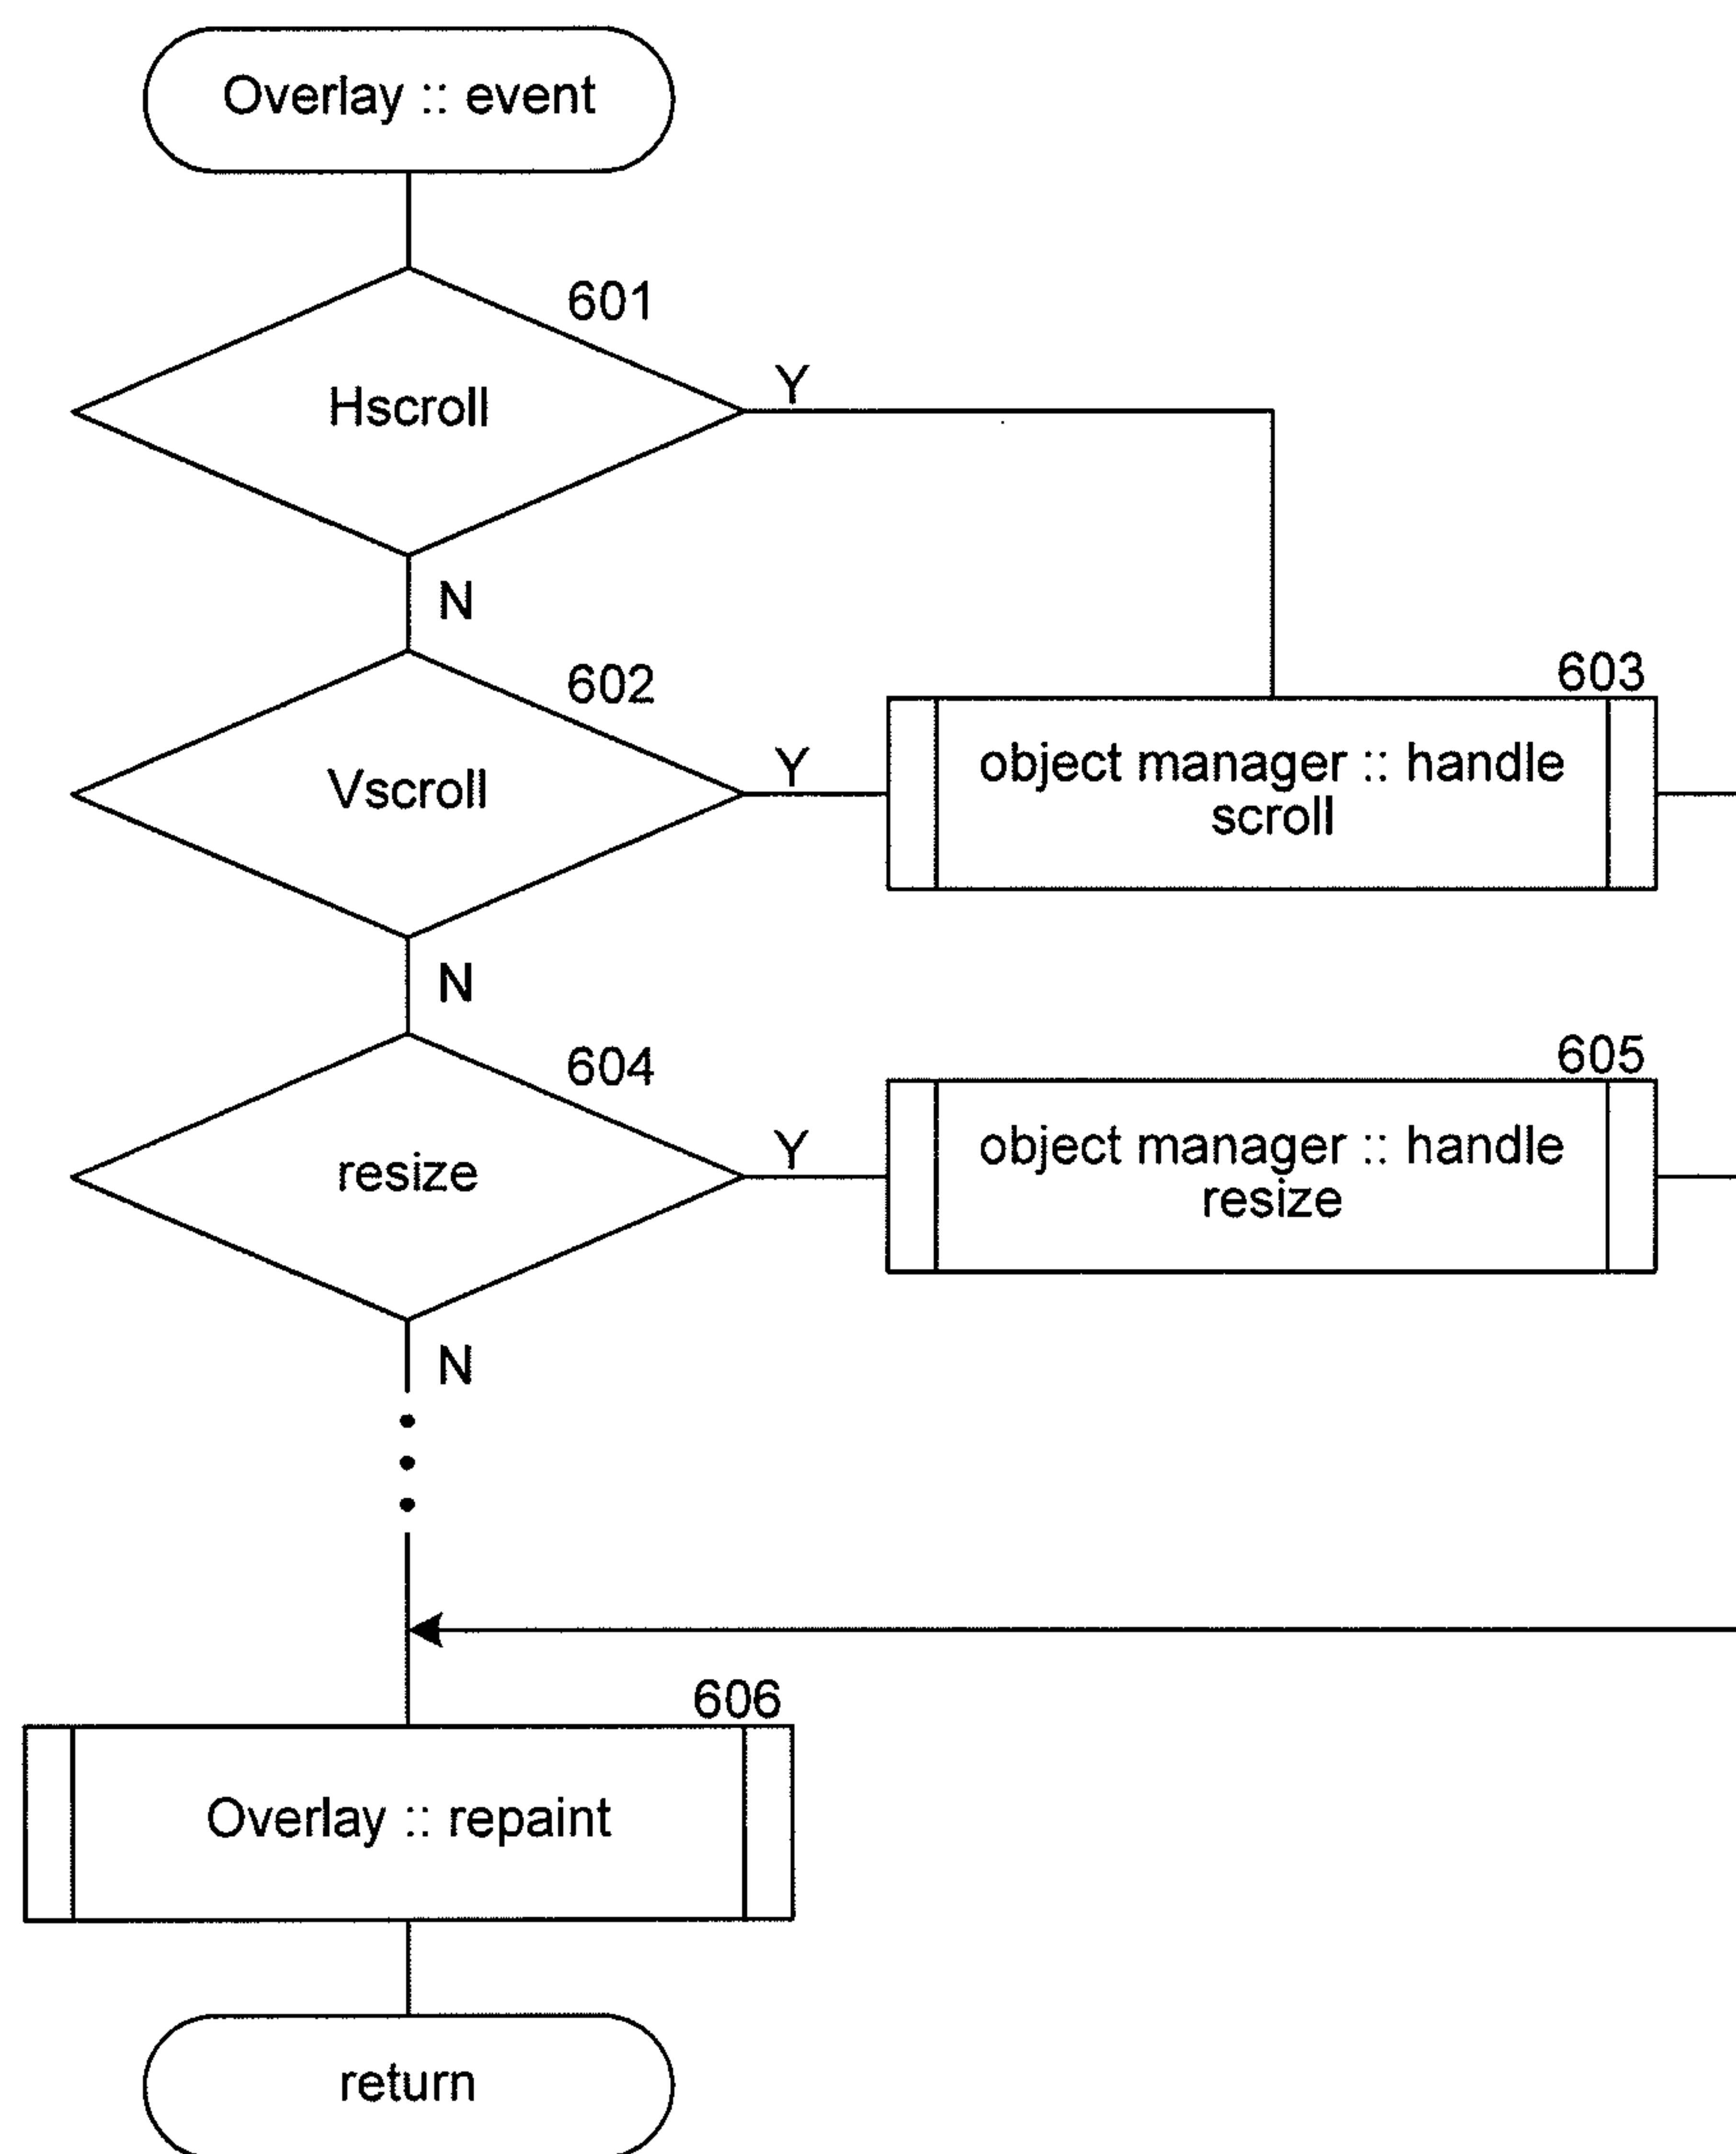 Overlay :: event
601
Hscroll
Y
N
602
Vscroll
Y
603
object manager :: handle
scroll
N
604
resize
Y
605
object manager :: handle
resize
N
606
Overlay :: repaint
return